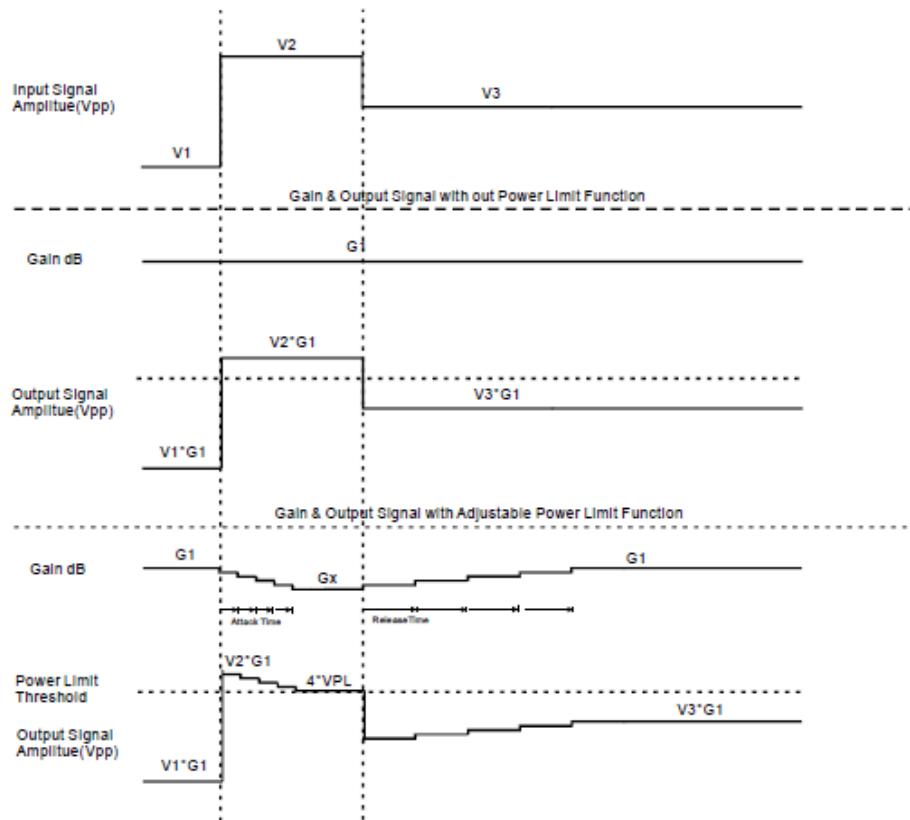 V2
Input Signal
Amplitue(Vpp)
V3
V1
Gain & Output Signal with out Power Limit Function
G1
Gain dB
V2*G1
Output Signal
Amplitue(Vpp)
V3*G1
V1*G1
Gain & Output Signal with Adjustable Power Limit Function
G1
Gain dB
Gx
G1
Attack Time
ReleaseTime
V2*G1
Power Limit
Threshold
4*VPL
V3*G1
Output Signal
Amplitue(Vpp)
V1*G1